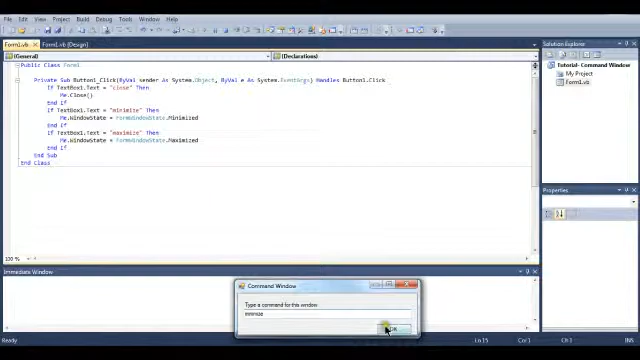 File Edit View Project Build Debug Data Tools Window Help
Form1.vb
Form1.vb [Design]
(General)
(Declarations)
Public Class Form1
Private Sub Button1_Click(ByVal sender As System.Object, ByVal e As System.EventArgs) Handles Button1.Click
If TextBox1.Text = "close" Then
Me.Close()
End If
If TextBox1.Text = "minimize" Then
Me.WindowState = FormWindowState.Minimized
End If
If TextBox1.Text = "maximize" Then
Me.WindowState = FormWindowState.Maximized
End If
End Sub
End Class
100 %
Solution Explorer
Tutorial- Command Window
My Project
Form1.vb
Properties
Immediate Window
Command Window
Type a command for this window
minimize
OK
Ready
Ln 15
INS